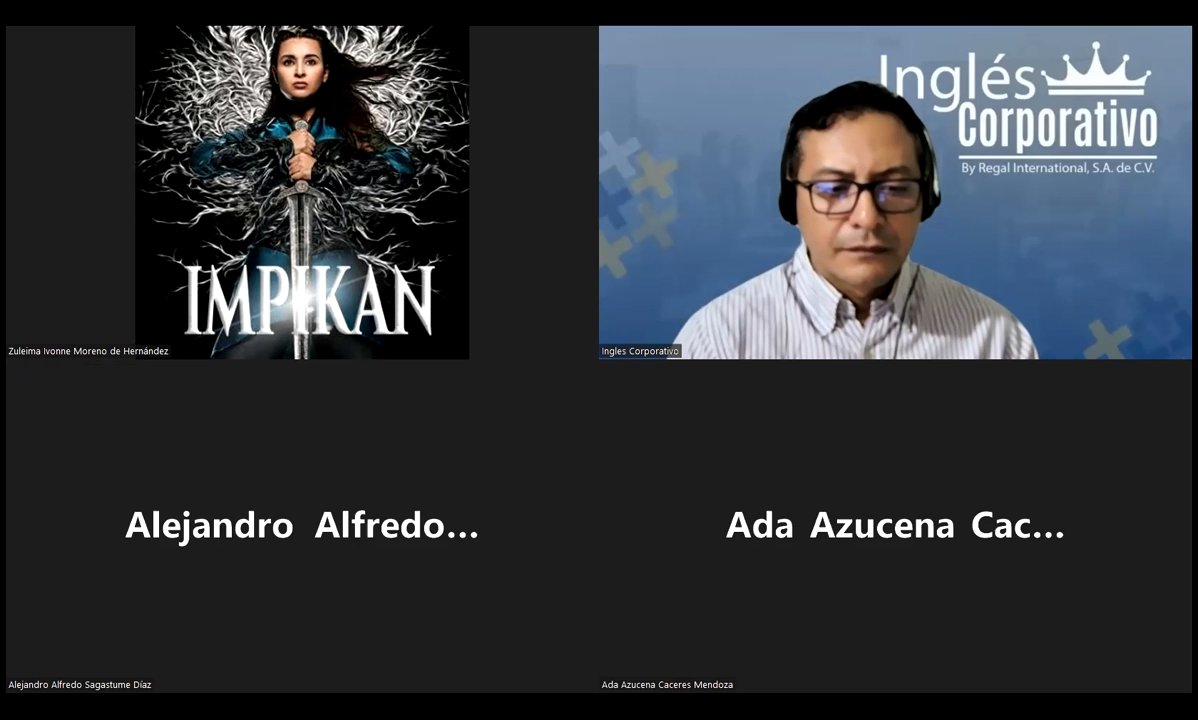 IMPIKAN
Zuleima Ivonne Moreno de Hernández
Inglés
Corporativo
By Regal International, S.A. de C.V.
Ingles Corporativo
Alejandro Alfredo...
Alejandro Alfredo Sagastume Díaz
Ada Azucena Cac...
Ada Azucena Caceres Mendoza